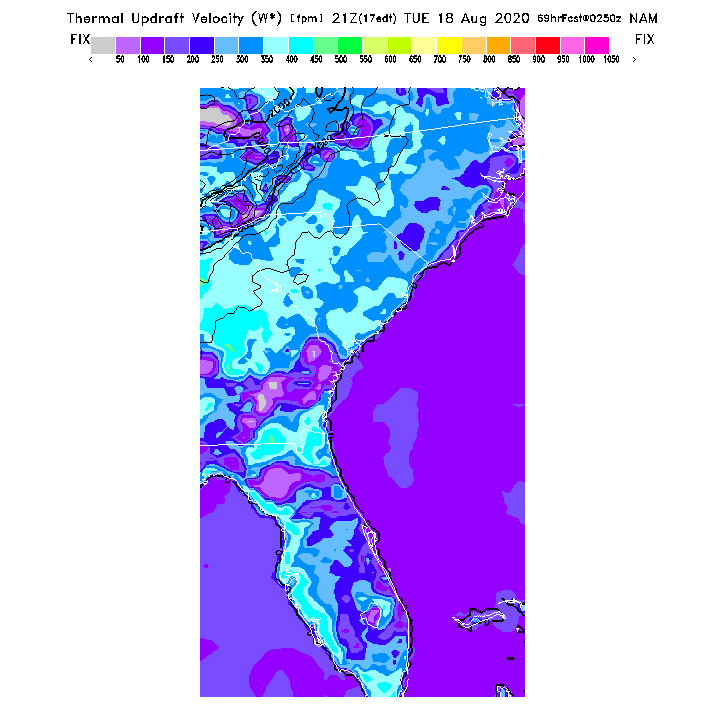 Thermal Updraft Velocity (W*) [fpm] 21Z(17edt) TUE 18 Aug 2020 69hrFcst@0250z NAM
FIX FIX
< 50 100 150 200 250 300 350 400 450 500 550 600 650 700 750 800 850 900 950 1000 1050 >